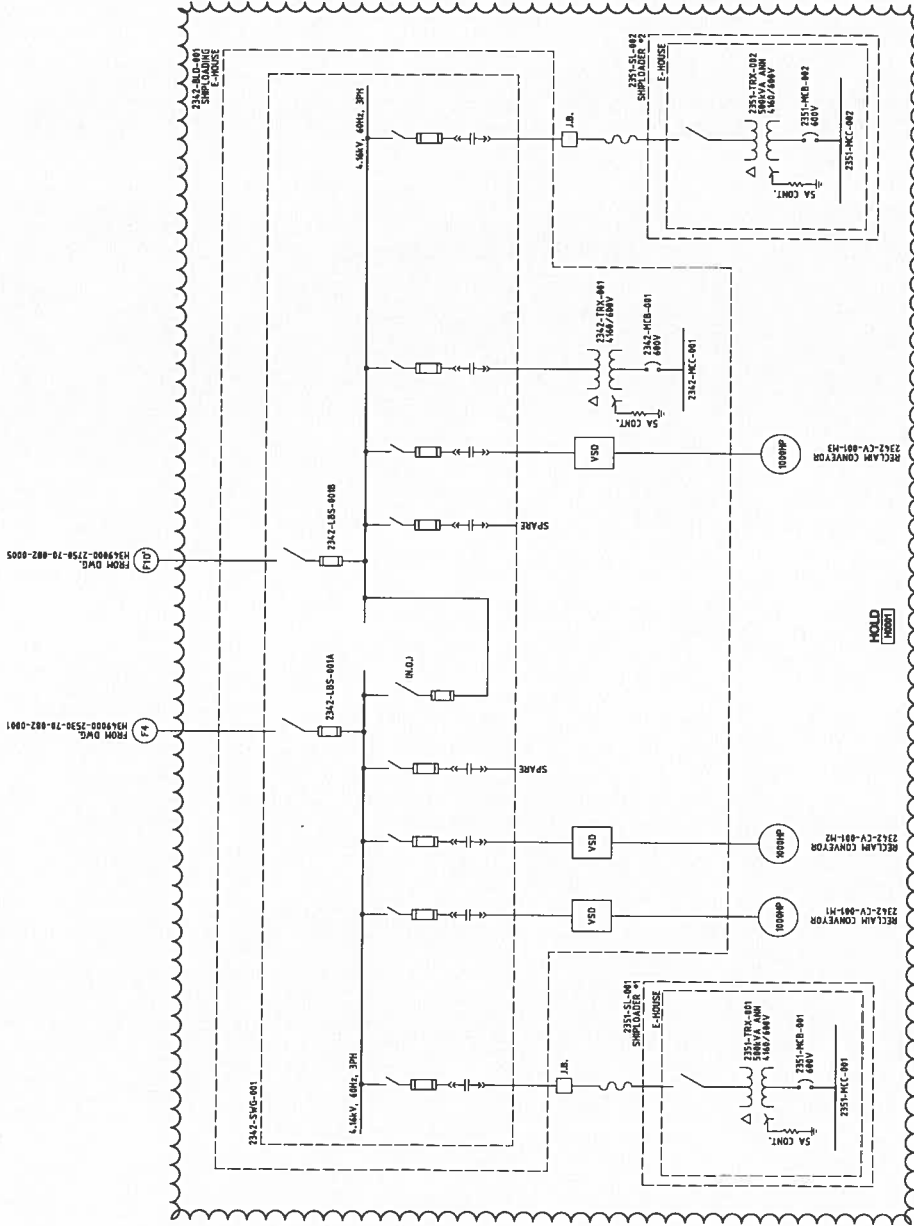 FROM DWG.
H349000-2530-70-082-0001
F4
FROM DWG.
H349000-2750-70-082-0005
F10
2342-BLD-001
SHIPLOADING
E-HOUSE
2342-SWG-001
4.16kV, 60Hz, 3PH
4.16kV, 60Hz, 3PH
2342-LBS-001A
2342-LBS-001B
(N.O.)
SPARE
SPARE
J.B.
J.B.
VSD
VSD
VSD
2342-TRX-001
4160/600V
2342-MCB-001
600V
5A CONT.
2342-MCC-001
1000HP
RECLAIM CONVEYOR
2342-CV-001-M1
1000HP
RECLAIM CONVEYOR
2342-CV-001-M2
1000HP
RECLAIM CONVEYOR
2342-CV-001-M3
2351-SL-001
SHIPLOADER #1
E-HOUSE
2351-TRX-001
500kVA ANN
4160/600V
2351-MCB-001
600V
5A CONT.
2351-MCC-001
2351-SL-002
SHIPLOADER #2
E-HOUSE
2351-TRX-002
500kVA ANN
4160/600V
2351-MCB-002
600V
5A CONT.
2351-MCC-002
HOLD
H0001